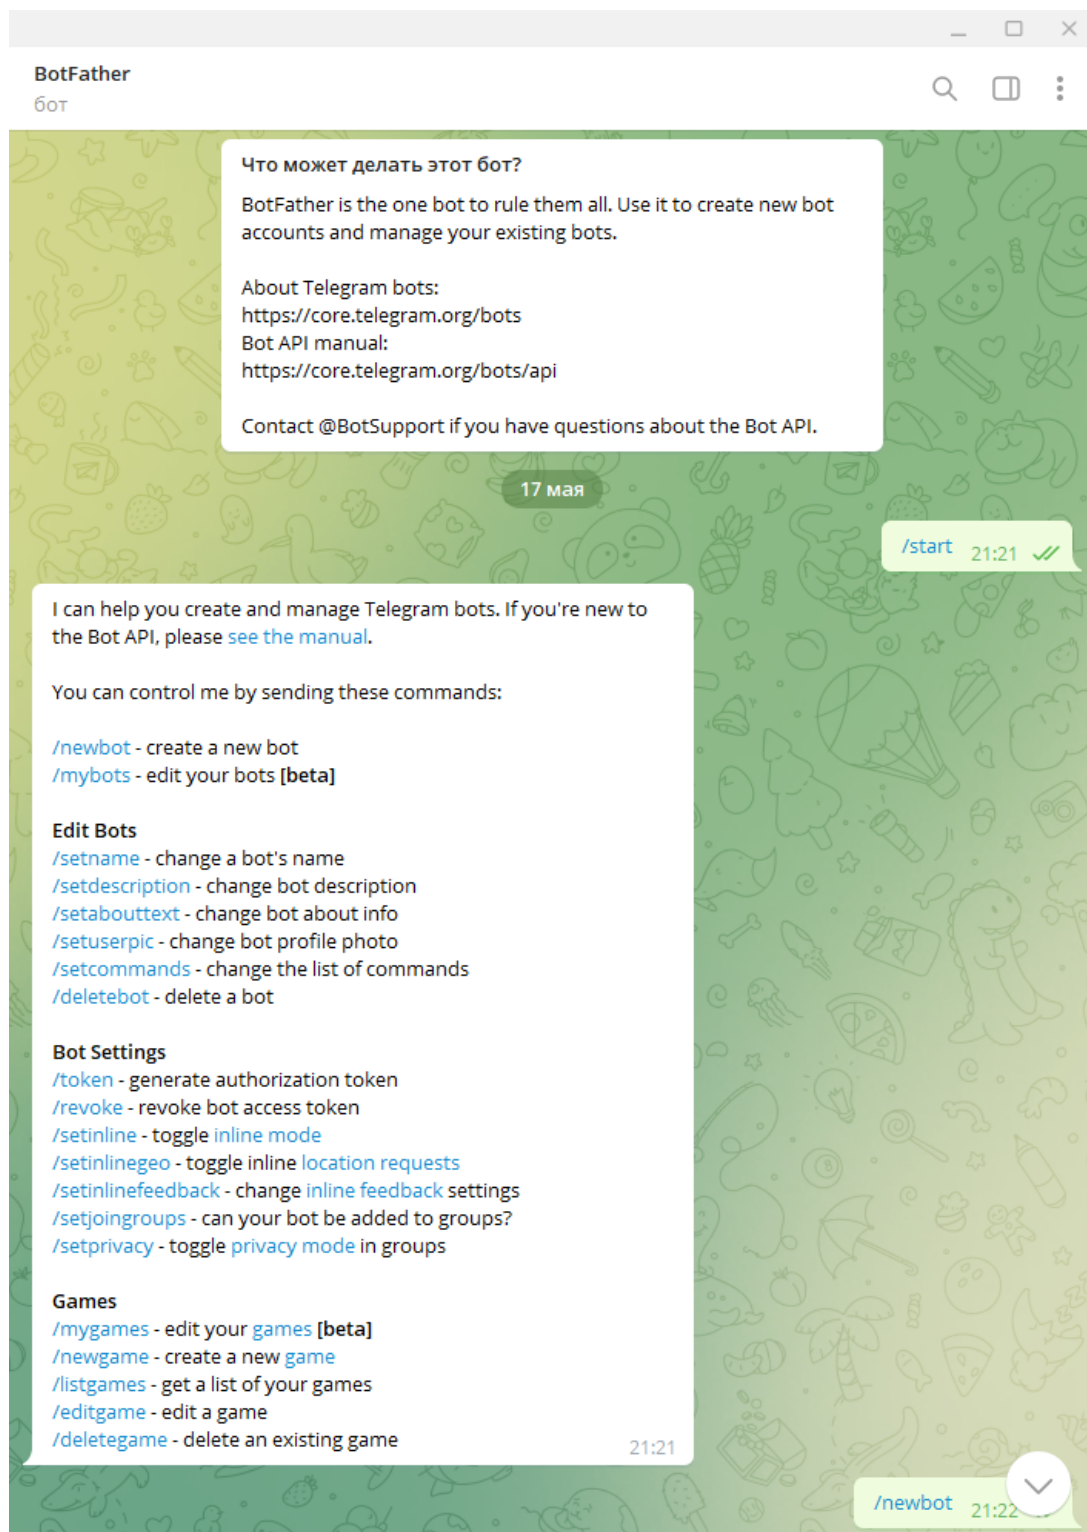 BotFather
бот
Что может делать этот бот?
BotFather is the one bot to rule them all. Use it to create new bot
accounts and manage your existing bots.
About Telegram bots:
https://core.telegram.org/bots
Bot API manual:
https://core.telegram.org/bots/api
Contact @BotSupport if you have questions about the Bot API.
17 мая
/start 21:21
I can help you create and manage Telegram bots. If you're new to
the Bot API, please see the manual.
You can control me by sending these commands:
/newbot - create a new bot
/mybots - edit your bots [beta]
Edit Bots
/setname - change a bot's name
/setdescription - change bot description
/setabouttext - change bot about info
/setuserpic - change bot profile photo
/setcommands - change the list of commands
/deletebot - delete a bot
Bot Settings
/token - generate authorization token
/revoke - revoke bot access token
/setinline - toggle inline mode
/setinlinegeo - toggle inline location requests
/setinlinefeedback - change inline feedback settings
/setjoingroups - can your bot be added to groups?
/setprivacy - toggle privacy mode in groups
Games
/mygames - edit your games [beta]
/newgame - create a new game
/listgames - get a list of your games
/editgame - edit a game
/deletegame - delete an existing game
21:21
/newbot 21:22